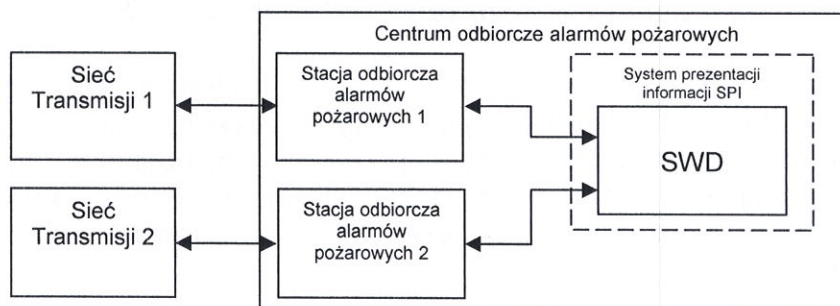 Centrum odbiorcze alarmów pożarowych
Sieć
Transmisji 1
Stacja odbiorcza
alarmów
pożarowych 1
System prezentacji
informacji SPI
SWD
Sieć
Transmisji 2
Stacja odbiorcza
alarmów
pożarowych 2